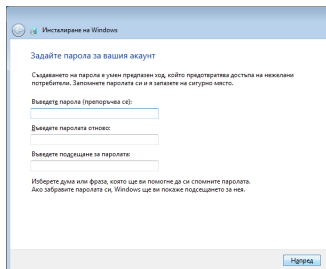 Инсталиране на Windows
Задайте парола за вашия акаунт
Създаването на парола е умен предпазен ход, който предотвратява достъпа на нежелани
потребители. Запомнете паролата си и я запазете на сигурно място.
Въведете парола (препоръчва се):
Въведете паролата отново:
Въведете подсещане за паролата:
Изберете дума или фраза, която ще ви помогне да си спомните паролата.
Ако забравите паролата си, Windows ще ви покаже подсещането за нея.
Напред